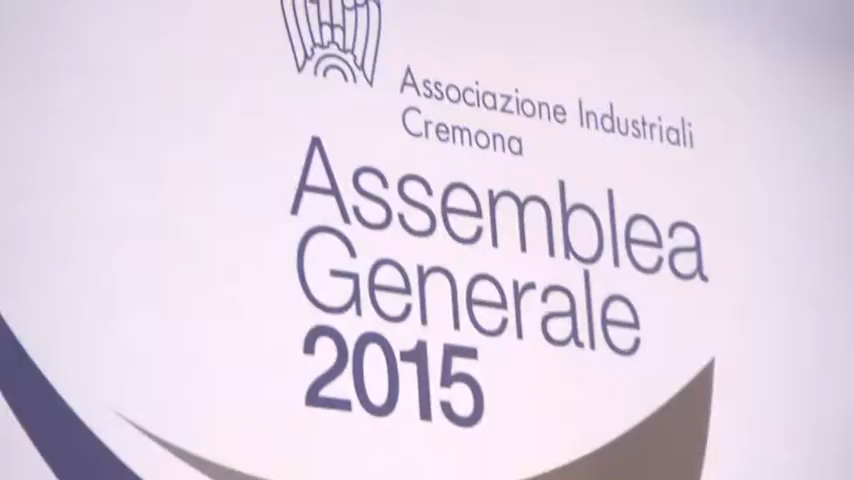 Associazione Industriali
Cremona
Assemblea
Generale
2015